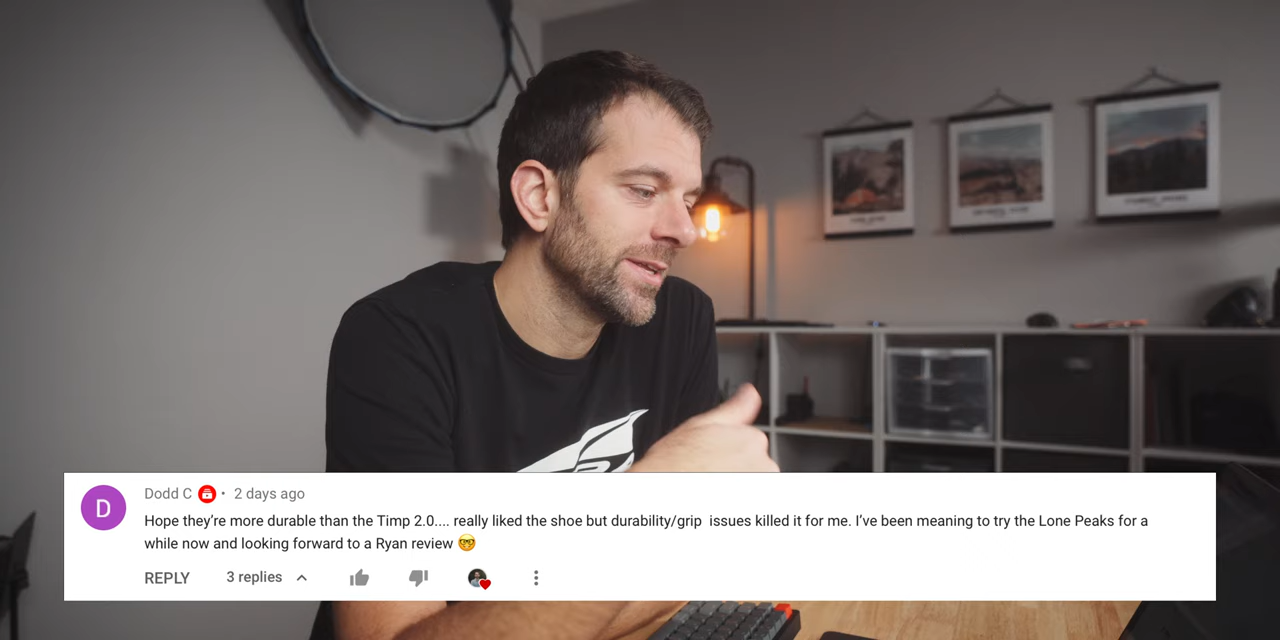 D
Dodd C · 2 days ago
Hope they’re more durable than the Timp 2.0.... really liked the shoe but durability/grip  issues killed it for me. I’ve been meaning to try the Lone Peaks for a
while now and looking forward to a Ryan review 🤓
REPLY 3 replies